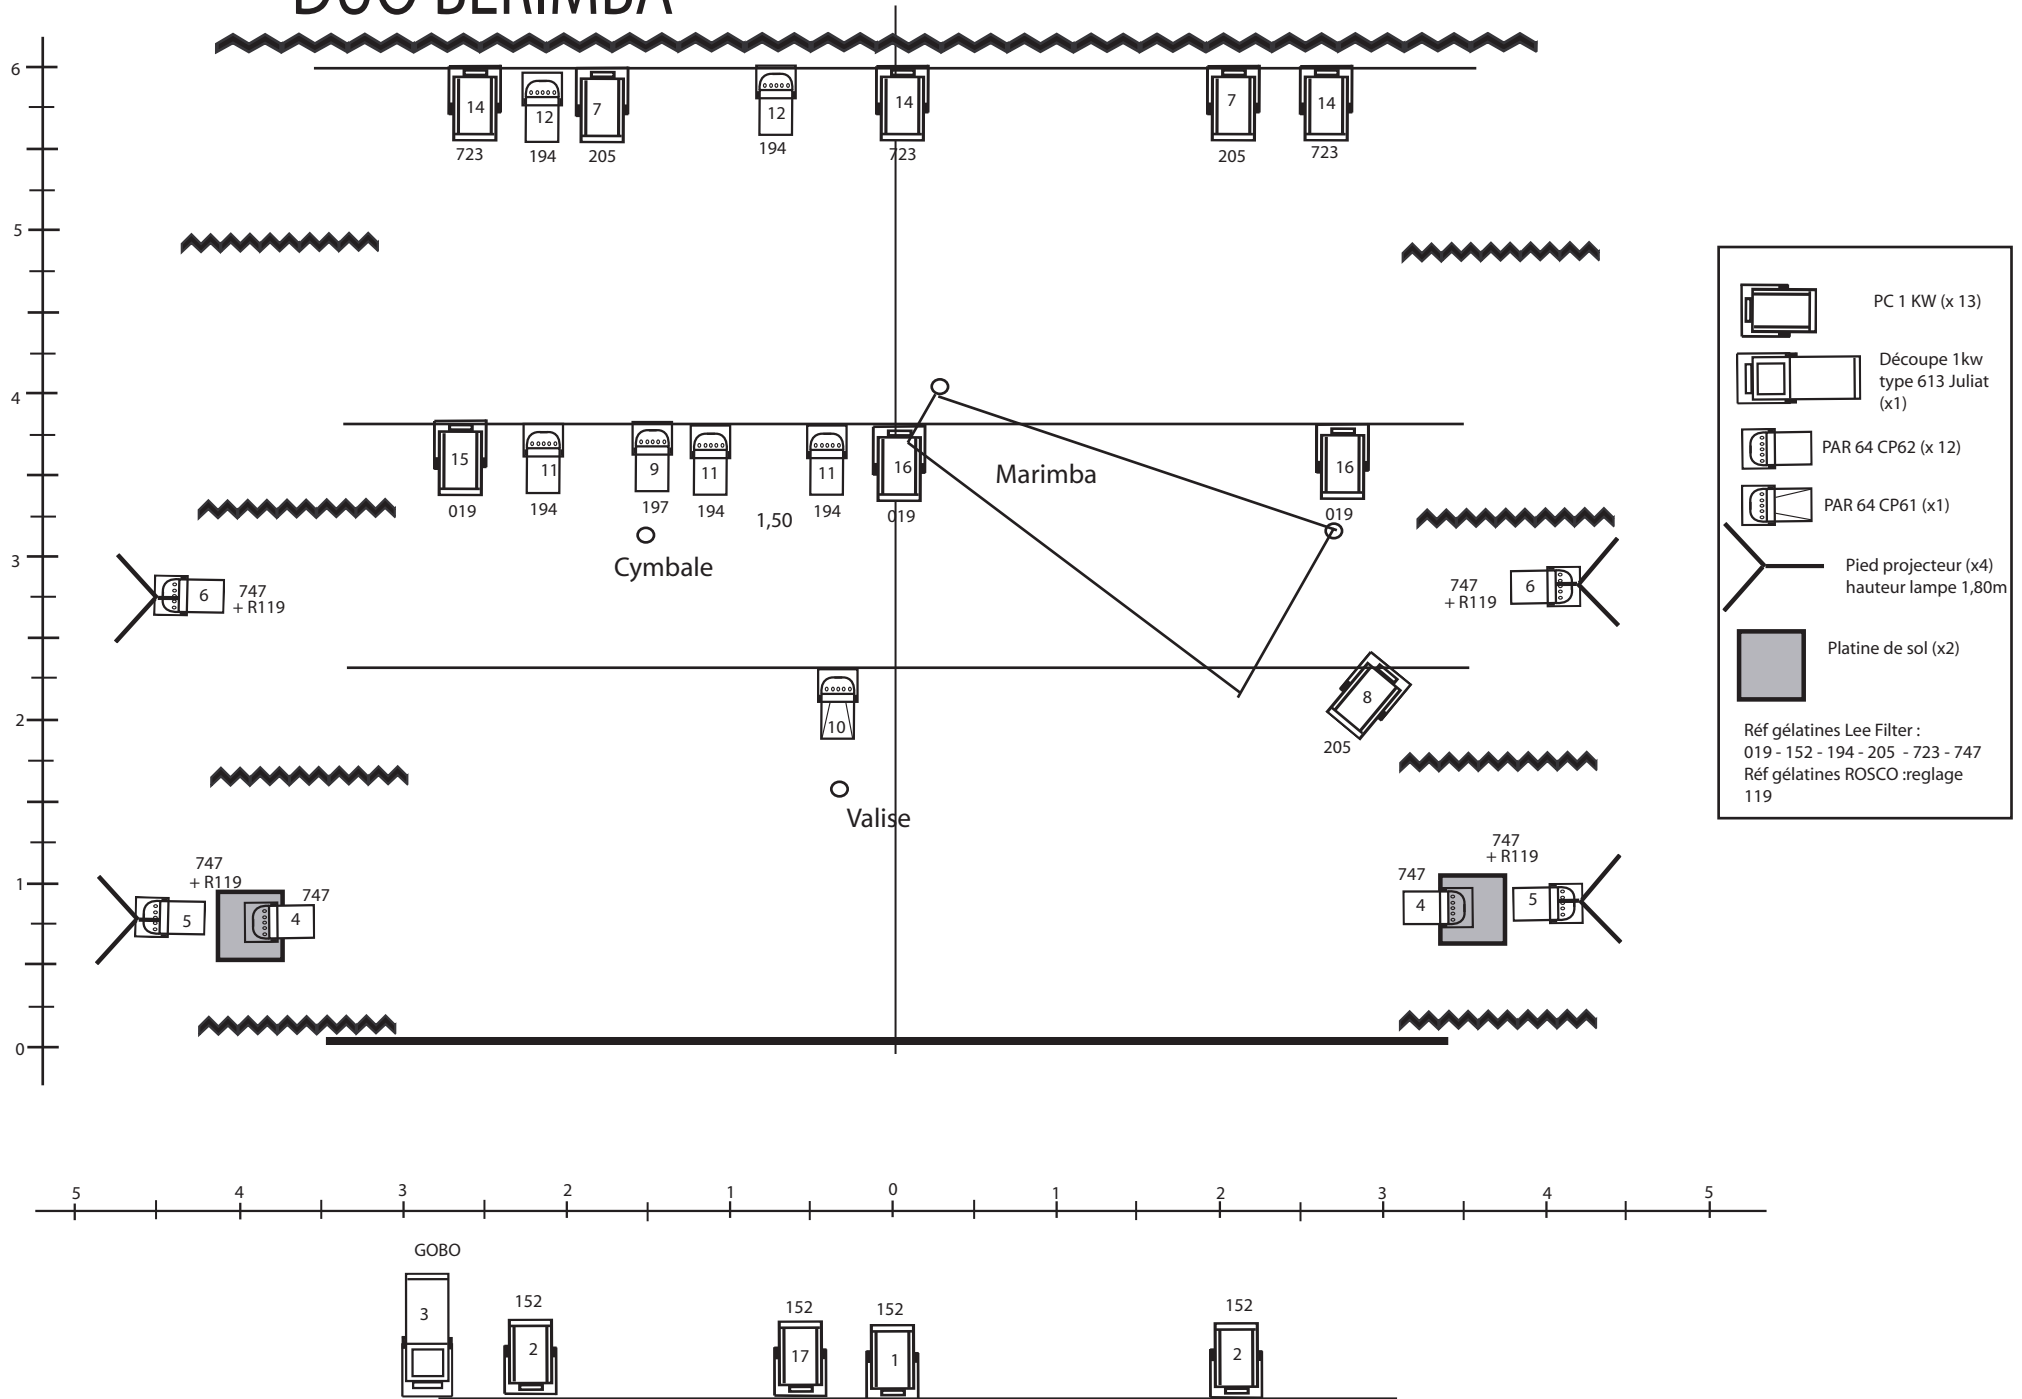 DUO BERIMBA
6
14
12
7
12
14
7
14
723
194
205
194
723
205
723
5
4
15
11
9
11
11
16
Marimba
16
019
194
197
194
1,50
194
019
019
3
Cymbale
6
747
+ R119
747
+ R119
6
2
10
8
205
Valise
1
747
+ R119
747
5
4
747
747
+ R119
4
5
0
PC 1 KW (x 13)
Découpe 1kw
type 613 Juliat
(x1)
PAR 64 CP62 (x 12)
PAR 64 CP61 (x1)
Pied projecteur (x4)
hauteur lampe 1,80m
Platine de sol (x2)
Réf gélatines Lee Filter :
019 - 152 - 194 - 205 - 723 - 747
Réf gélatines ROSCO :reglage
119
5 4 3 2 1 0 1 2 3 4 5
GOBO
152
152
152
152
3
2
17
1
2